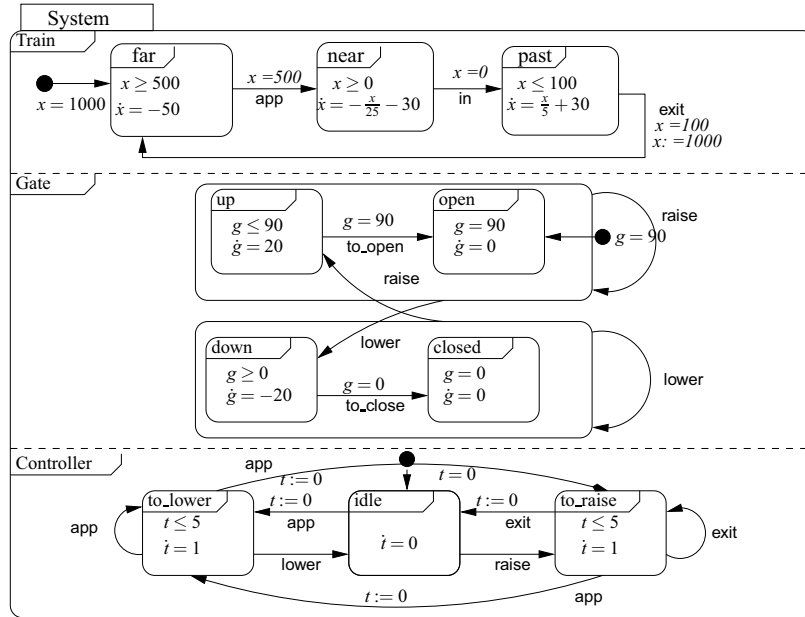 System
Train
far
near
past
x ≥ 500
ẋ = −50
x = 1000
x =500
app
x ≥ 0
ẋ = − x/25 − 30
x =0
in
x ≤ 100
ẋ = x/5 + 30
exit
x =100
x: =1000
Gate
up
g ≤ 90
ġ = 20
g = 90
to_open
open
g = 90
ġ = 0
g = 90
raise
raise
lower
down
g ≥ 0
ġ = −20
g = 0
to_close
closed
g = 0
ġ = 0
lower
Controller
app
t = 0
to_lower
t ≤ 5
ṫ = 1
app
t := 0
app
lower
idle
ṫ = 0
t := 0
exit
raise
to_raise
t ≤ 5
ṫ = 1
exit
t := 0
t := 0
app